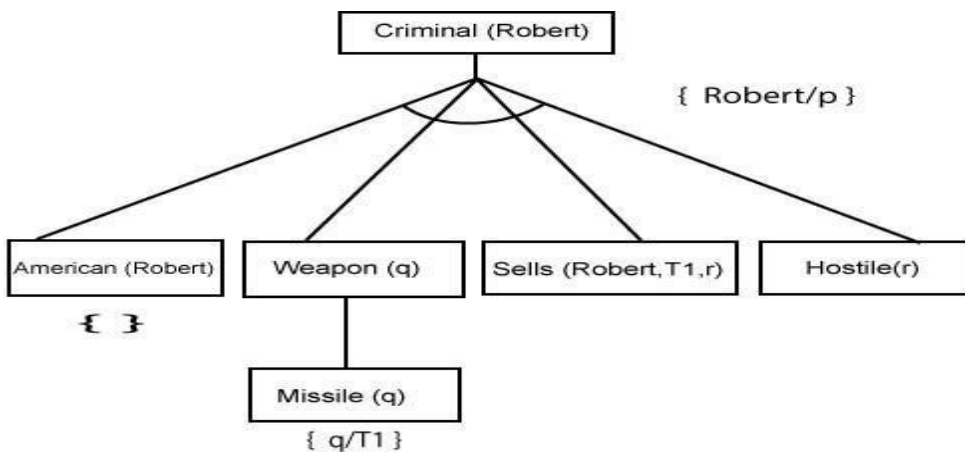 Criminal (Robert)
{ Robert/p }
American (Robert)
Weapon (q)
Sells (Robert,T1,r)
Hostile(r)
{ }
Missile (q)
{ q/T1 }